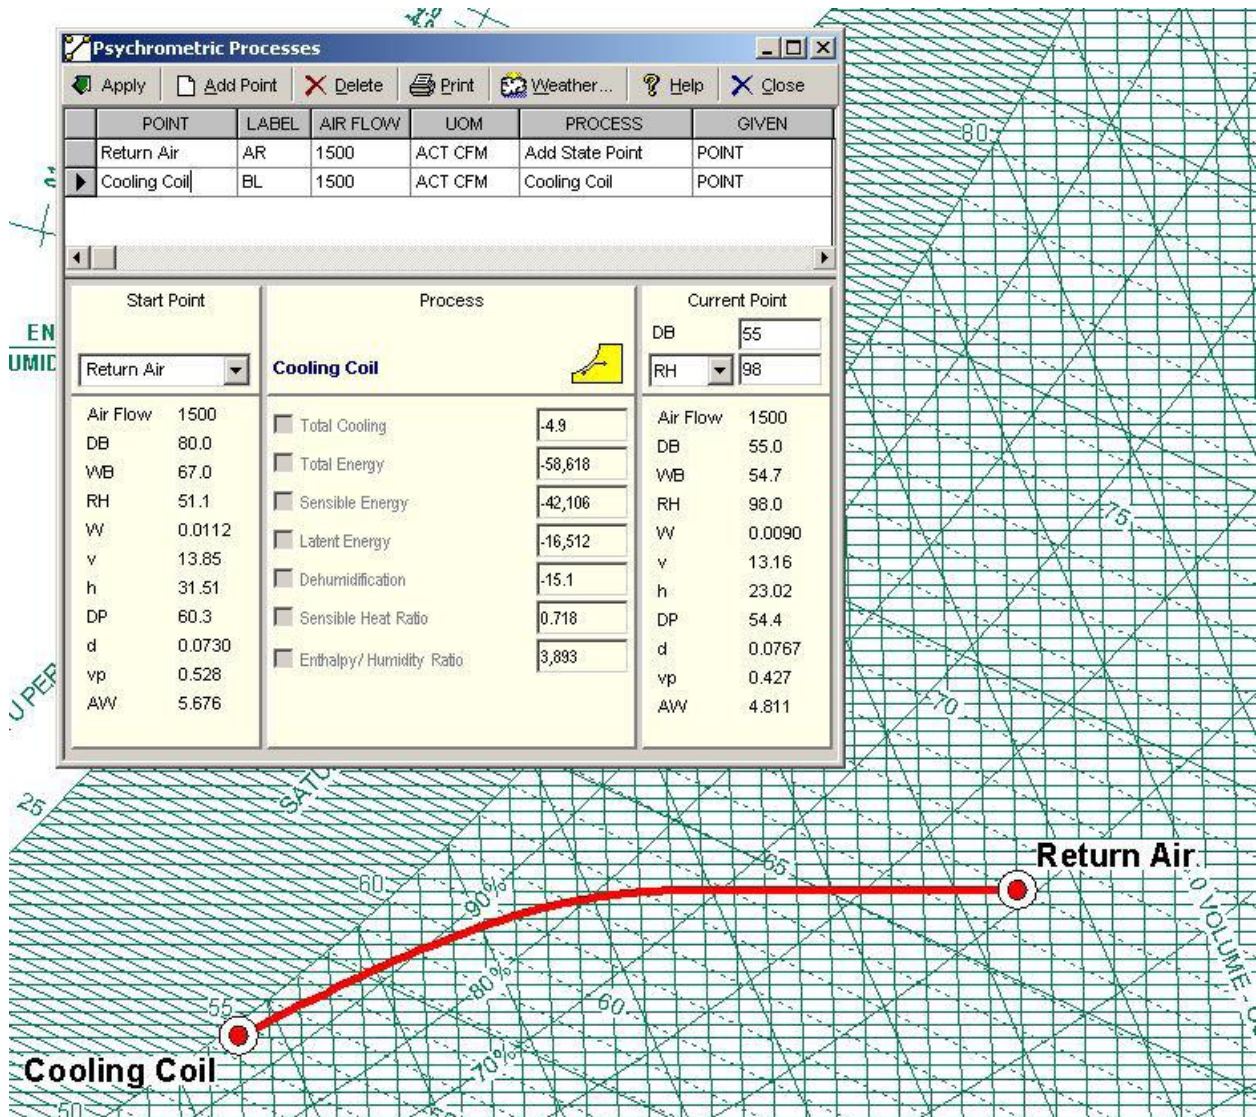 Psychrometric Processes
Apply Add Point Delete Print Weather... Help Close
POINT LABEL AIR FLOW UOM PROCESS GIVEN
Return Air AR 1500 ACT CFM Add State Point POINT
Cooling Coil BL 1500 ACT CFM Cooling Coil POINT
Start Point
Return Air
Air Flow 1500
DB 80.0
WB 67.0
RH 51.1
W 0.0112
v 13.85
h 31.51
DP 60.3
d 0.0730
vp 0.528
AW 5.676
Process
Cooling Coil
Total Cooling -4.9
Total Energy -58,618
Sensible Energy -42,106
Latent Energy -16,512
Dehumidification -15.1
Sensible Heat Ratio 0.718
Enthalpy/Humidity Ratio 3,893
Current Point
DB 55
RH 98
Air Flow 1500
DB 55.0
WB 54.7
RH 98.0
W 0.0090
v 13.16
h 23.02
DP 54.4
d 0.0767
vp 0.427
AW 4.811
EN
UMID
80
75
70
25
SATU
65
Return Air
60
90%
0 VOLUME -
80%
60
55
Cooling Coil
70%
50